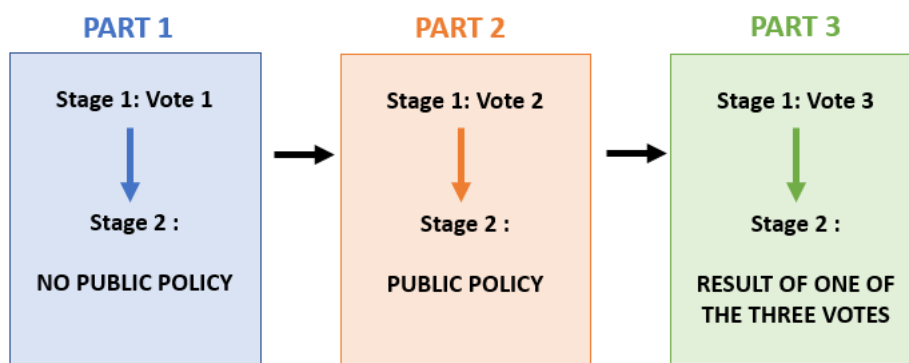 PART 1
Stage 1: Vote 1
Stage 2 :
NO PUBLIC POLICY
PART 2
Stage 1: Vote 2
Stage 2 :
PUBLIC POLICY
PART 3
Stage 1: Vote 3
Stage 2 :
RESULT OF ONE OF
THE THREE VOTES